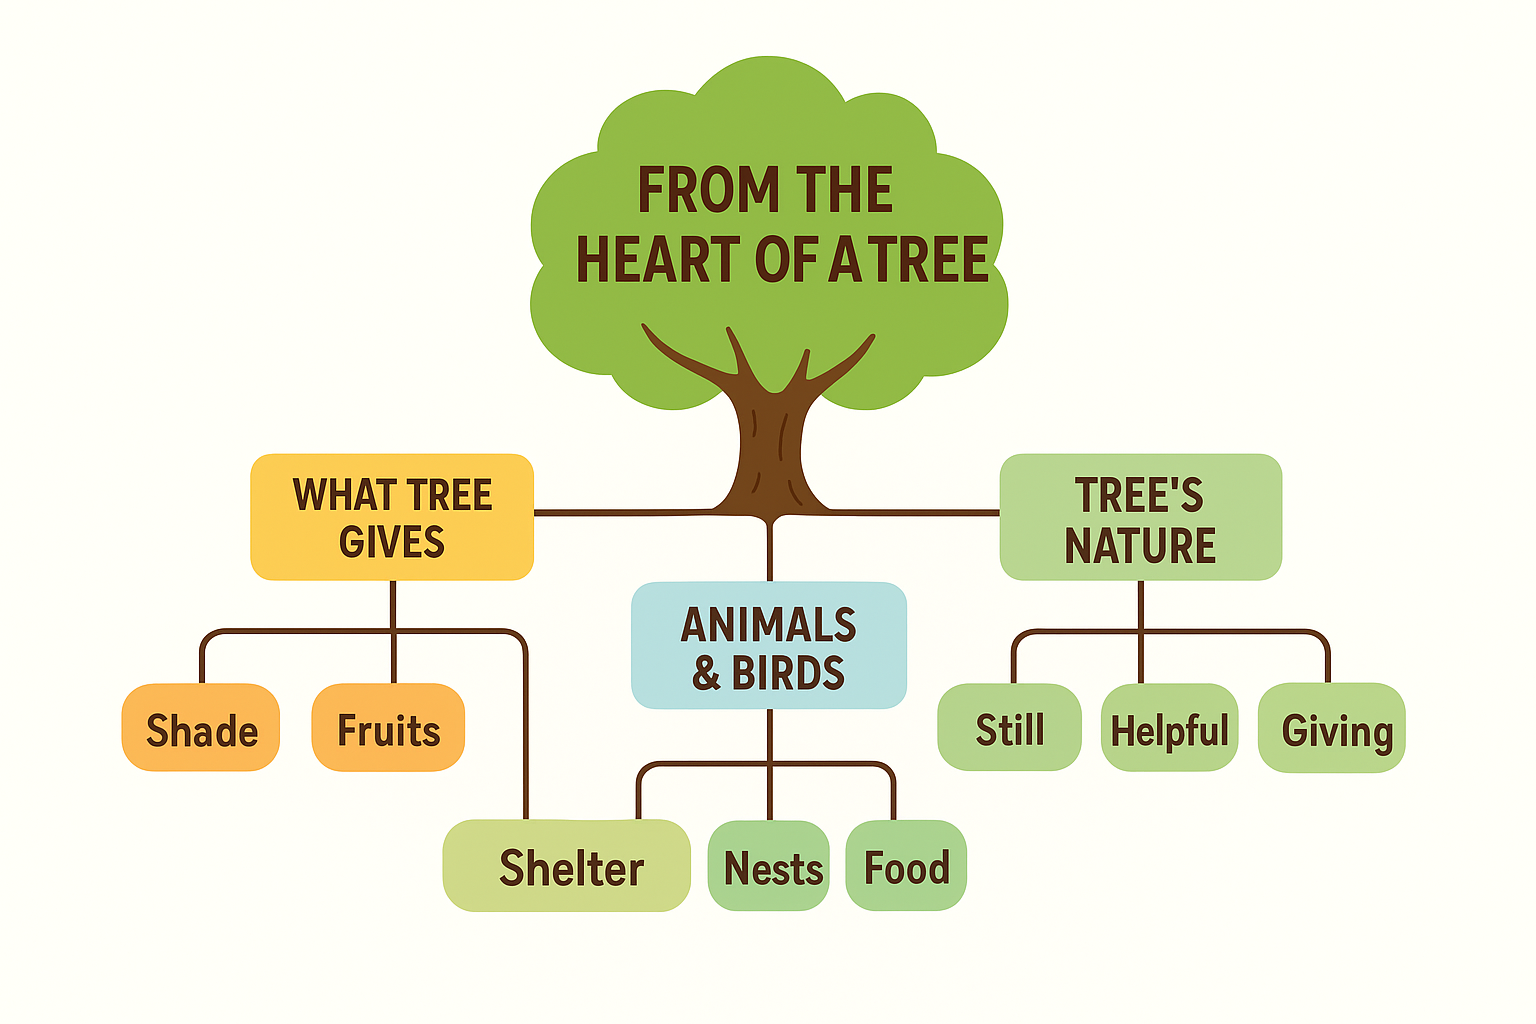 FROM THE
HEART OF A TREE
WHAT TREE
GIVES
TREE'S
NATURE
ANIMALS
& BIRDS
Shade
Fruits
Still
Helpful
Giving
Shelter
Nests
Food